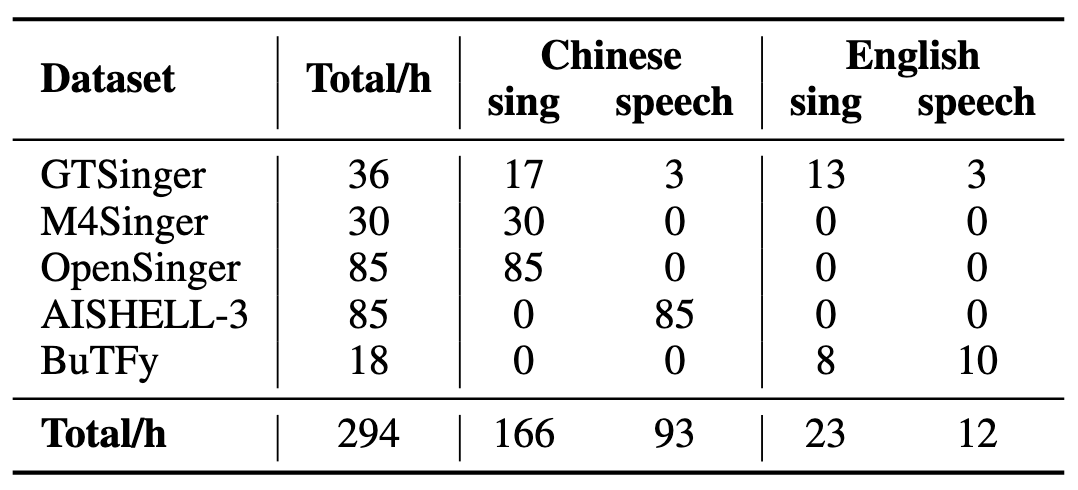 Dataset Total/h Chinese English
sing speech sing speech
GTSinger 36 17 3 13 3
M4Singer 30 30 0 0 0
OpenSinger 85 85 0 0 0
AISHELL-3 85 0 85 0 0
BuTFy 18 0 0 8 10
Total/h 294 166 93 23 12